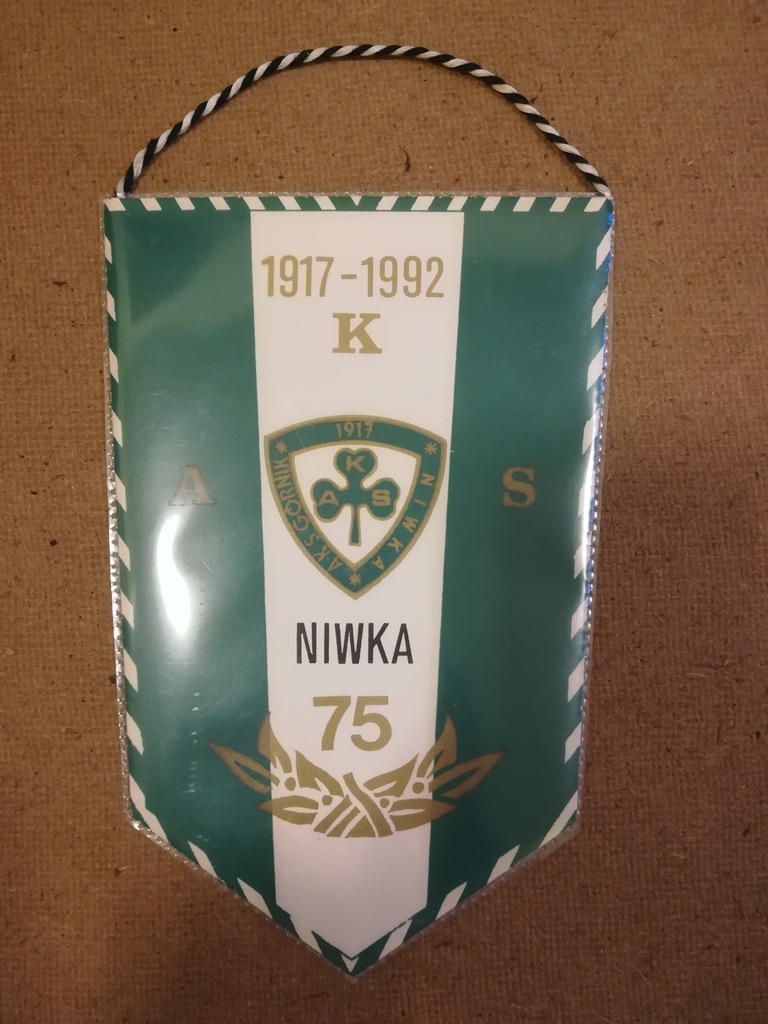 1917-1992
K
A S
1917
AKS GÓRNIK NIWKA
K
A S
NIWKA
75